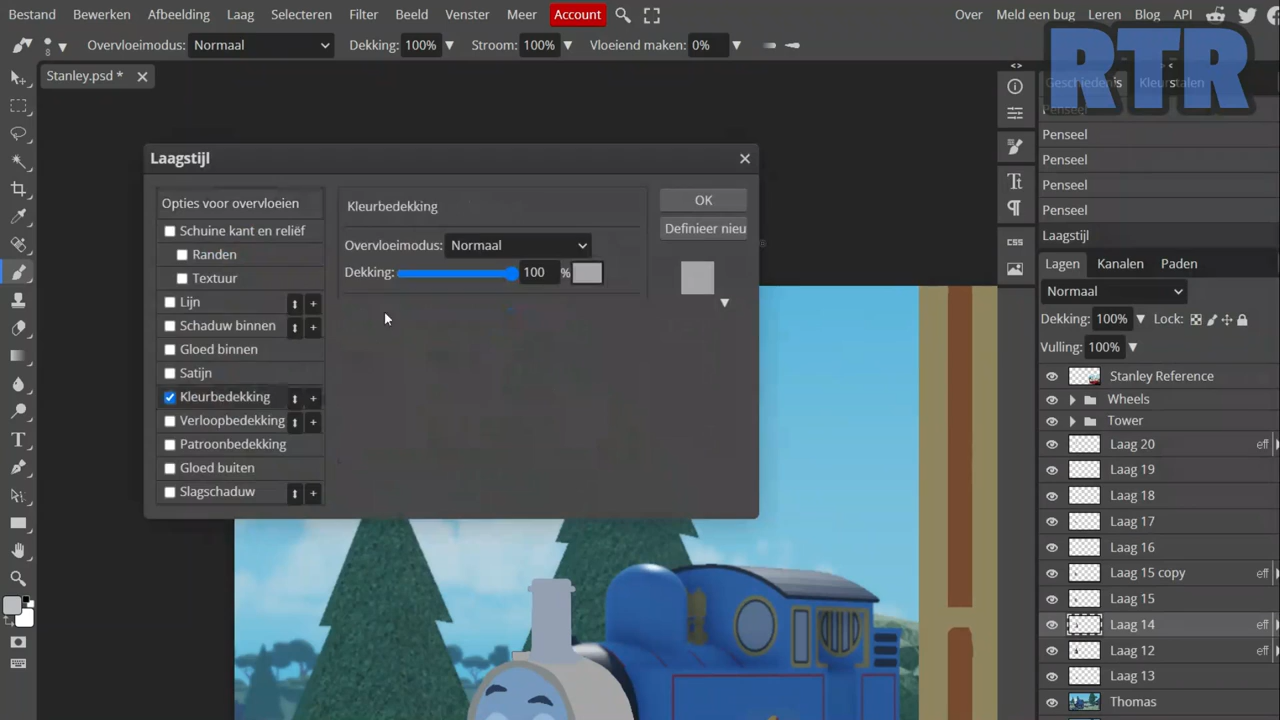 Bestand Bewerken Afbeelding Laag Selecteren Filter Beeld Venster Meer Account Over Meld een bug Leren Blog API
8 Overvloeimodus: Normaal Dekking: 100% Stroom: 100% Vloeiend maken: 0%
RTR
Stanley.psd *
Geschiedenis Kleurstalen
Penseel
Penseel
Penseel
Penseel
Penseel
Laagstijl
Laagstijl
Opties voor overvloeien
Schuine kant en reliëf
Randen
Textuur
Lijn
Schaduw binnen
Gloed binnen
Satijn
Kleurbedekking
Verloopbedekking
Patroonbedekking
Gloed buiten
Slagschaduw
Kleurbedekking
Overvloeimodus: Normaal
Dekking: 100 %
OK
Definieer nieu
CSS
Lagen Kanalen Paden
Normaal
Dekking: 100% Lock:
Vulling: 100%
Stanley Reference
Wheels
Tower
Laag 20 eff
Laag 19
Laag 18
Laag 17
Laag 16
Laag 15 copy eff
Laag 15
Laag 14 eff
Laag 12 eff
Laag 13
Thomas